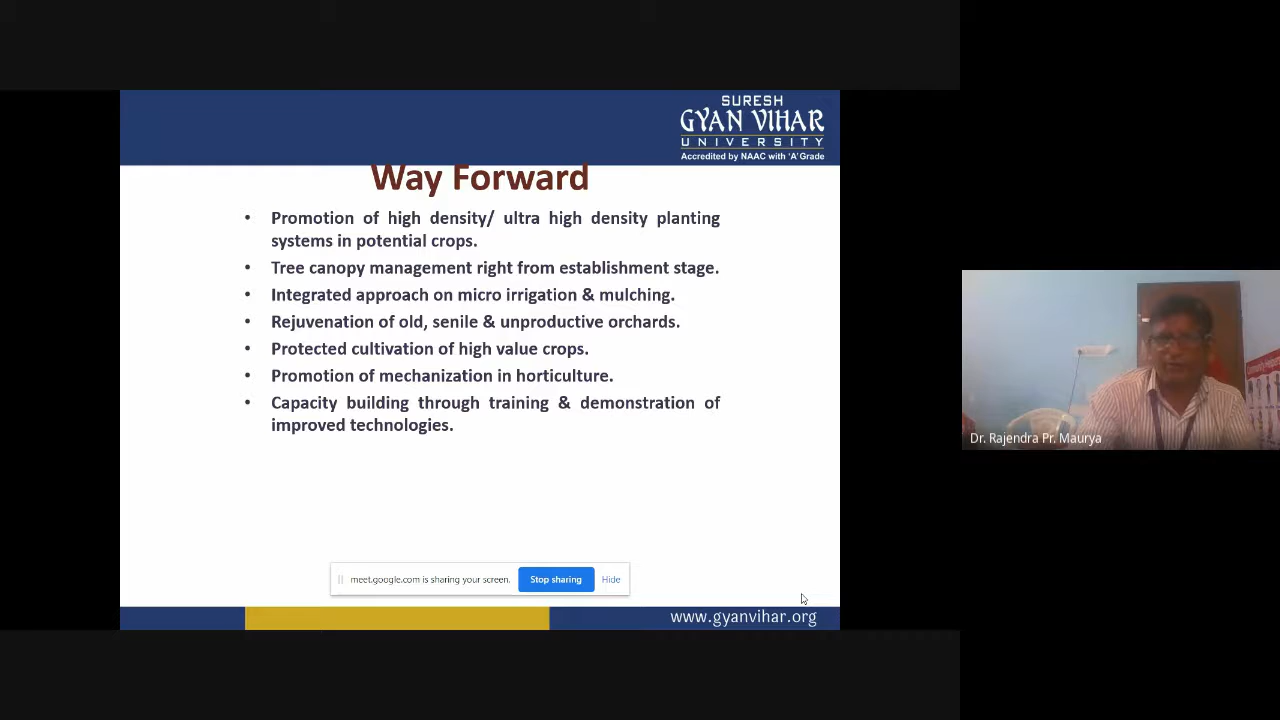 SURESH
GYAN VIHAR
UNIVERSITY
Accredited by NAAC with 'A' Grade
Way Forward
• Promotion of high density/ ultra high density planting
systems in potential crops.
• Tree canopy management right from establishment stage.
• Integrated approach on micro irrigation & mulching.
• Rejuvenation of old, senile & unproductive orchards.
• Protected cultivation of high value crops.
• Promotion of mechanization in horticulture.
• Capacity building through training & demonstration of
improved technologies.
meet.google.com is sharing your screen. Stop sharing Hide
www.gyanvihar.org
Dr. Rajendra Pr. Maurya